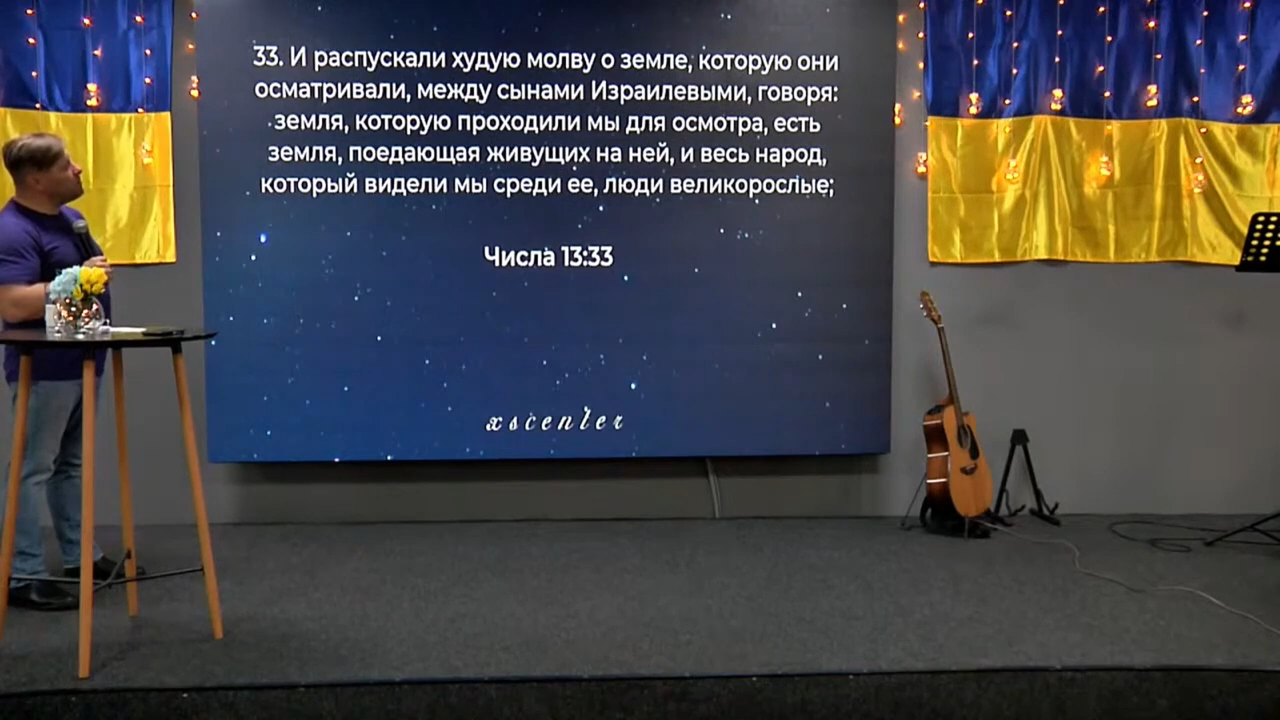 33. И распускали худую молву о земле, которую они
осматривали, между сынами Израилевыми, говоря:
земля, которую проходили мы для осмотра, есть
земля, поедающая живущих на ней, и весь народ,
который видели мы среди ее, люди великорослые;
Числа 13:33
xscenter